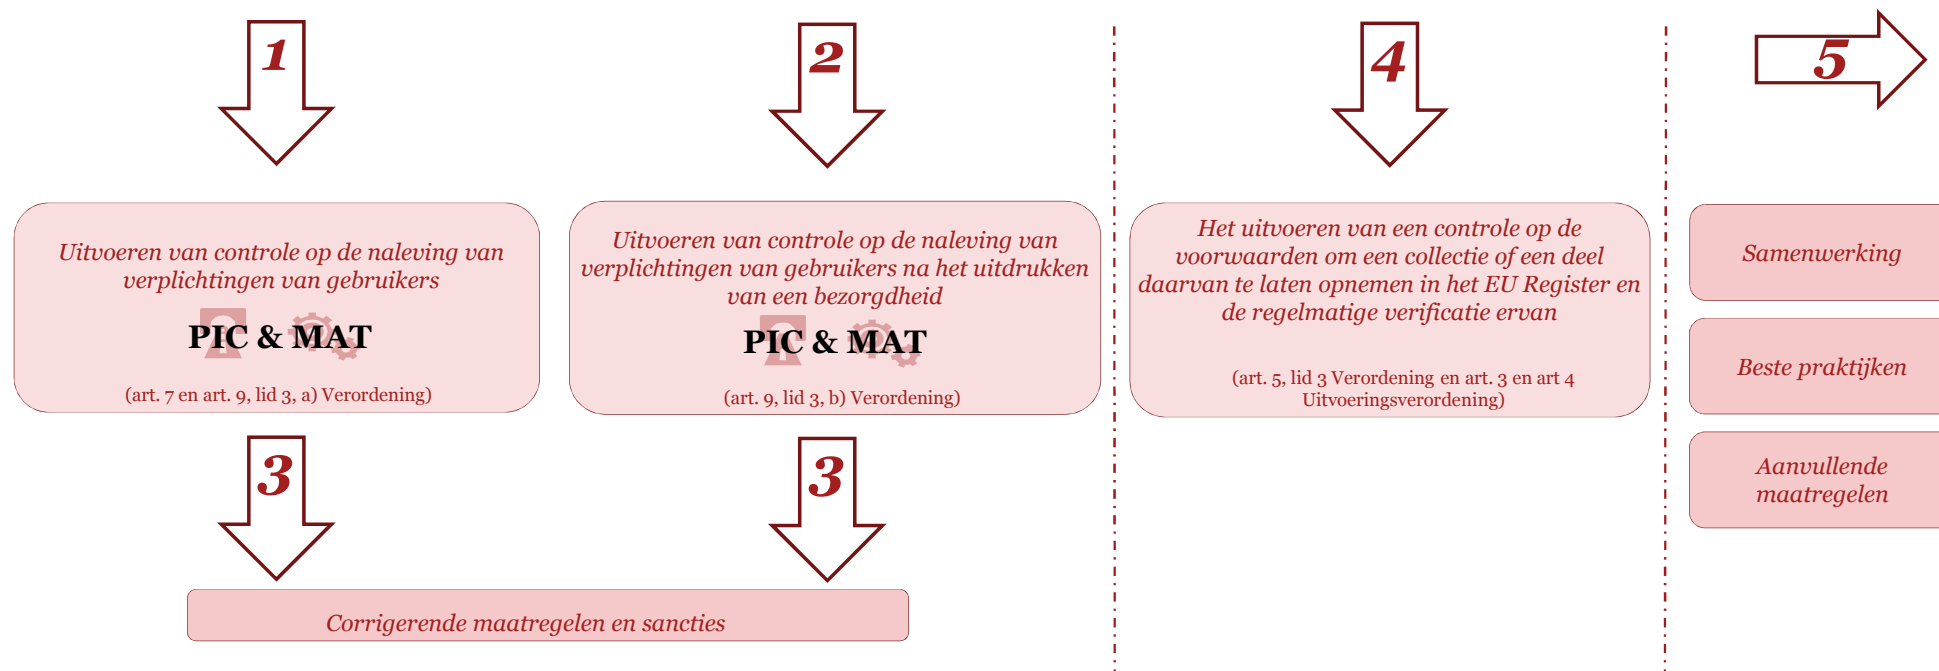 1
Uitvoeren van controle op de naleving van
verplichtingen van gebruikers
PIC & MAT
(art. 7 en art. 9, lid 3, a) Verordening)
3
2
Uitvoeren van controle op de naleving van
verplichtingen van gebruikers na het uitdrukken
van een bezorgdheid
PIC & MAT
(art. 9, lid 3, b) Verordening)
3
Corrigerende maatregelen en sancties
4
Het uitvoeren van een controle op de
voorwaarden om een collectie of een deel
daarvan te laten opnemen in het EU Register en
de regelmatige verificatie ervan
(art. 5, lid 3 Verordening en art. 3 en art 4
Uitvoeringsverordening)
5
Samenwerking
Beste praktijken
Aanvullende
maatregelen